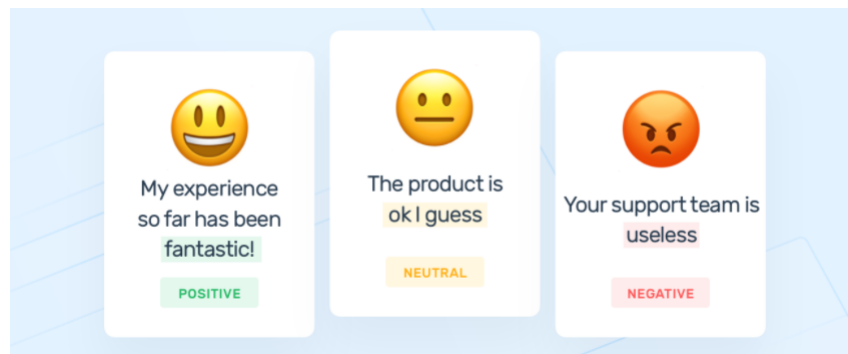 My experience
so far has been
fantastic!
POSITIVE
The product is
ok I guess
NEUTRAL
Your support team is
useless
NEGATIVE